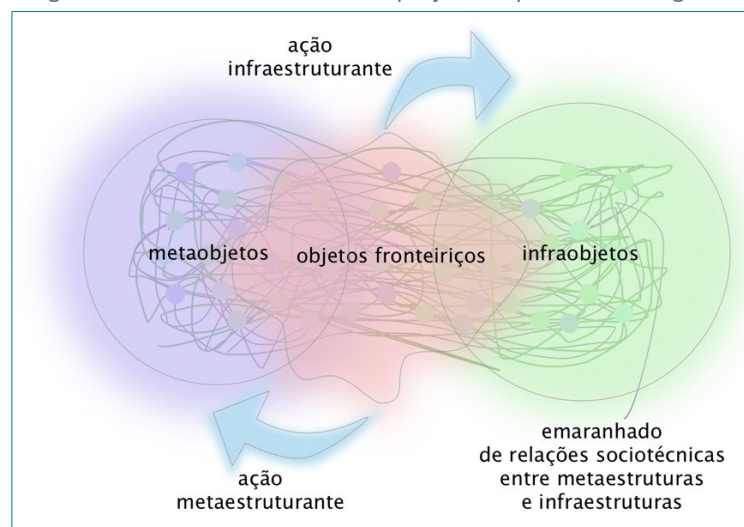 ação
infraestruturante
metaobjetos
objetos fronteiriços
infraobjetos
ação
metaestruturante
emaranhado
de relações sociotécnicas
entre metaestruturas
e infraestruturas